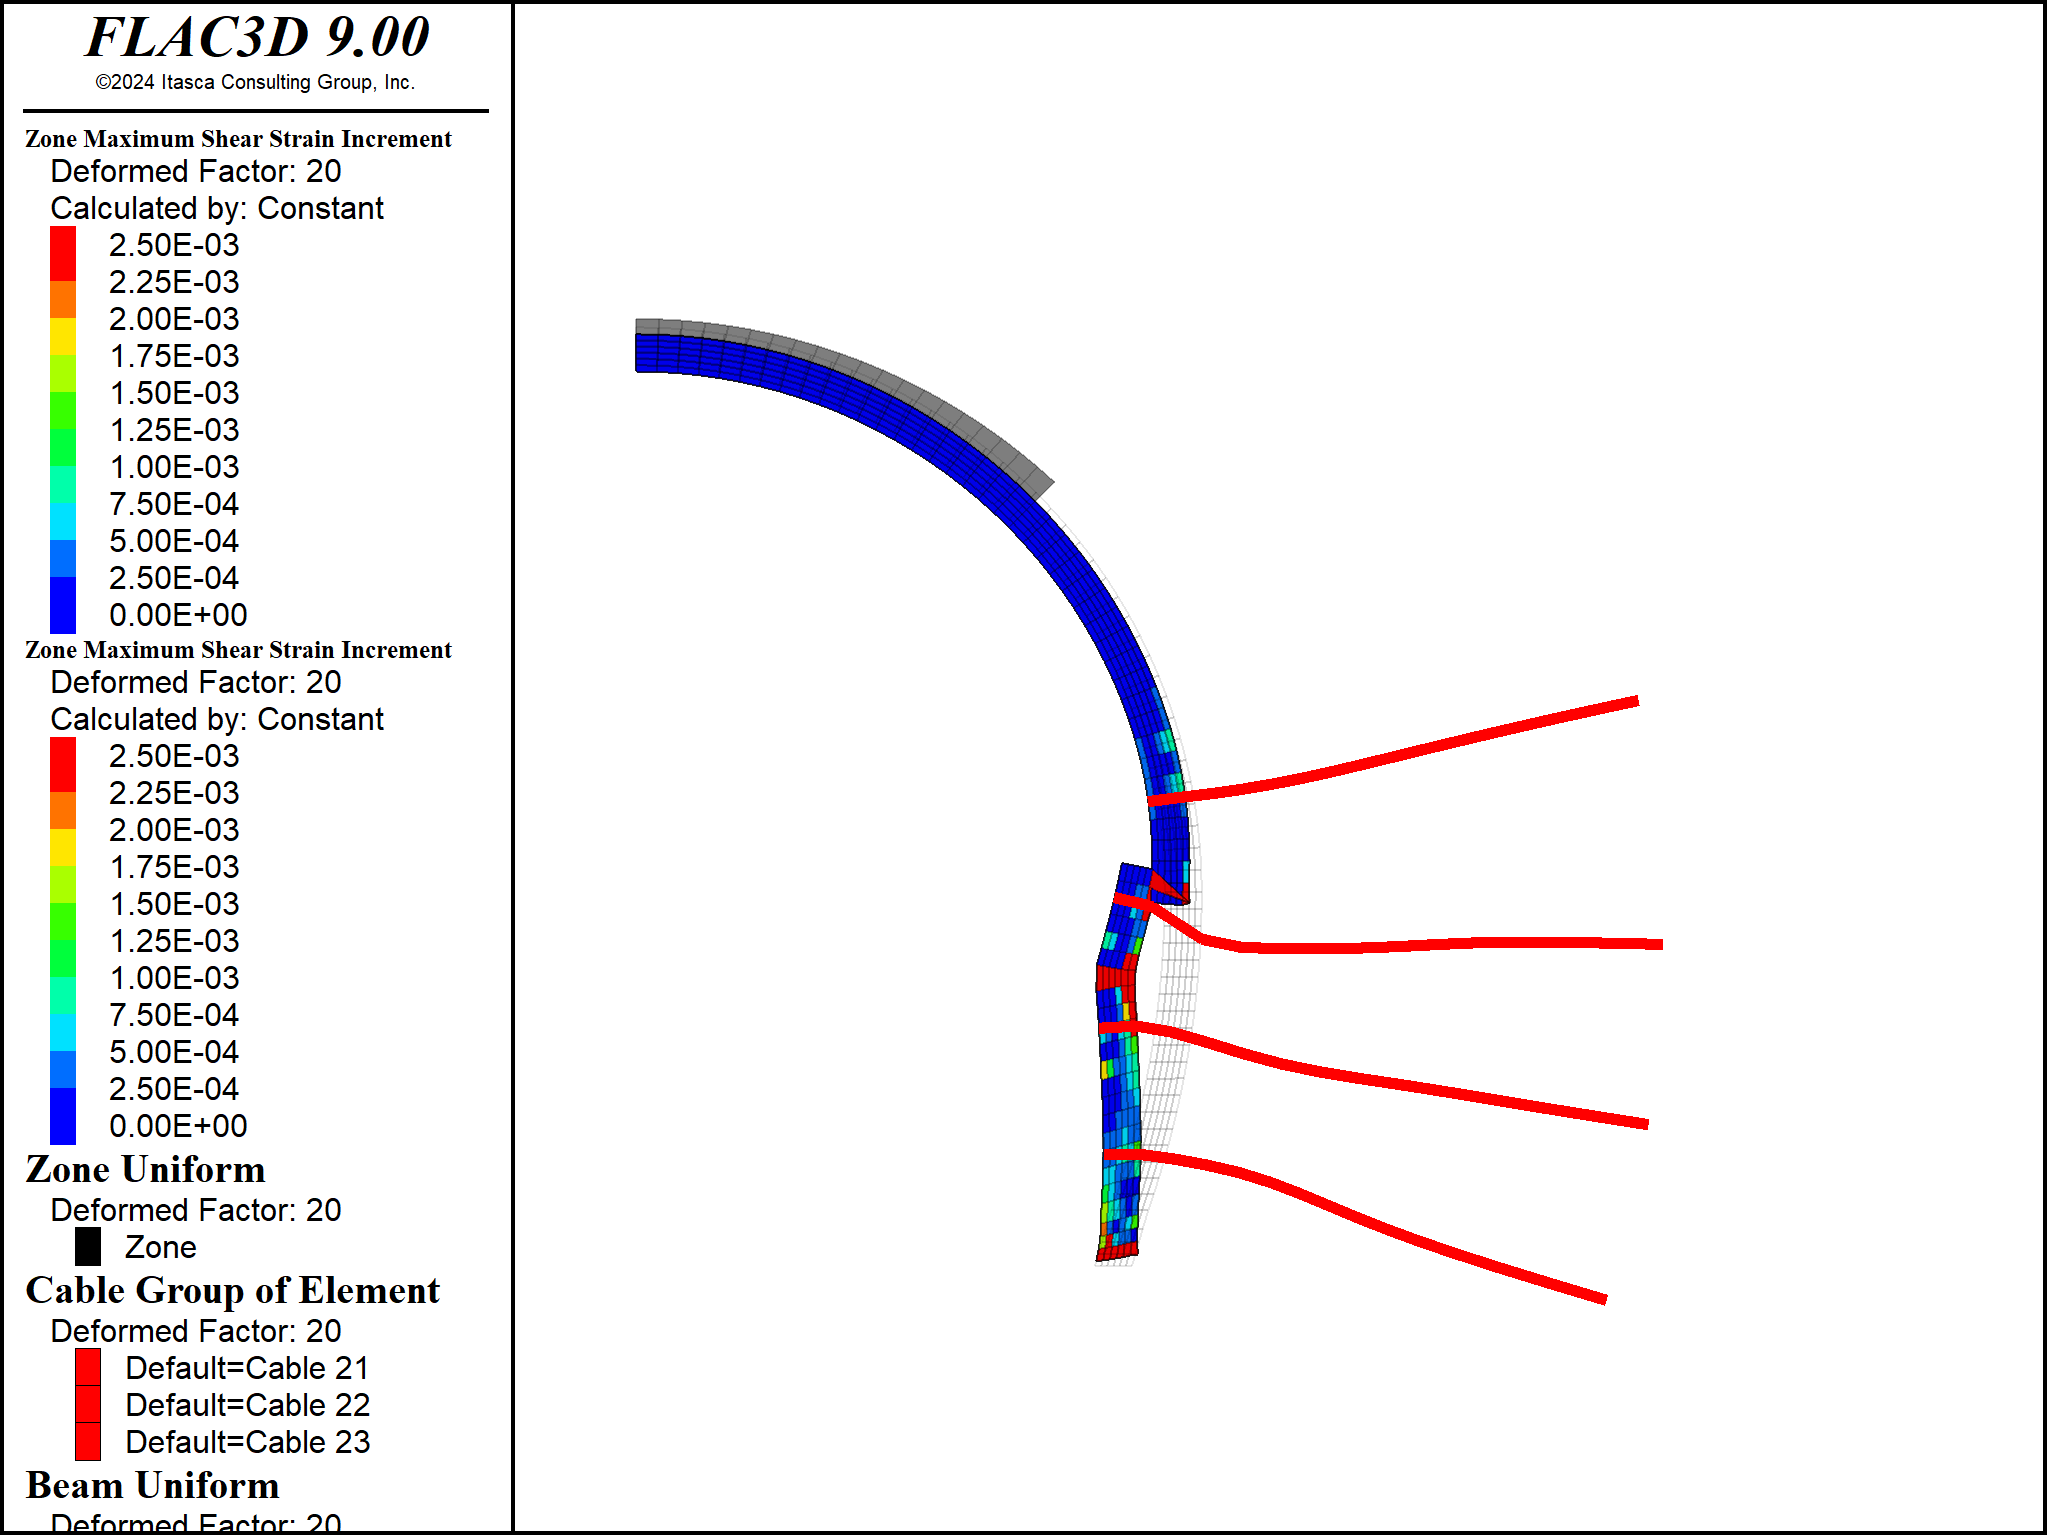 FLAC3D 9.00
©2024 Itasca Consulting Group, Inc.
Zone Maximum Shear Strain Increment
Deformed Factor: 20
Calculated by: Constant
2.50E-03
2.25E-03
2.00E-03
1.75E-03
1.50E-03
1.25E-03
1.00E-03
7.50E-04
5.00E-04
2.50E-04
0.00E+00
Zone Maximum Shear Strain Increment
Deformed Factor: 20
Calculated by: Constant
2.50E-03
2.25E-03
2.00E-03
1.75E-03
1.50E-03
1.25E-03
1.00E-03
7.50E-04
5.00E-04
2.50E-04
0.00E+00
Zone Uniform
Deformed Factor: 20
Zone
Cable Group of Element
Deformed Factor: 20
Default=Cable 21
Default=Cable 22
Default=Cable 23
Beam Uniform
Deformed Factor: 20